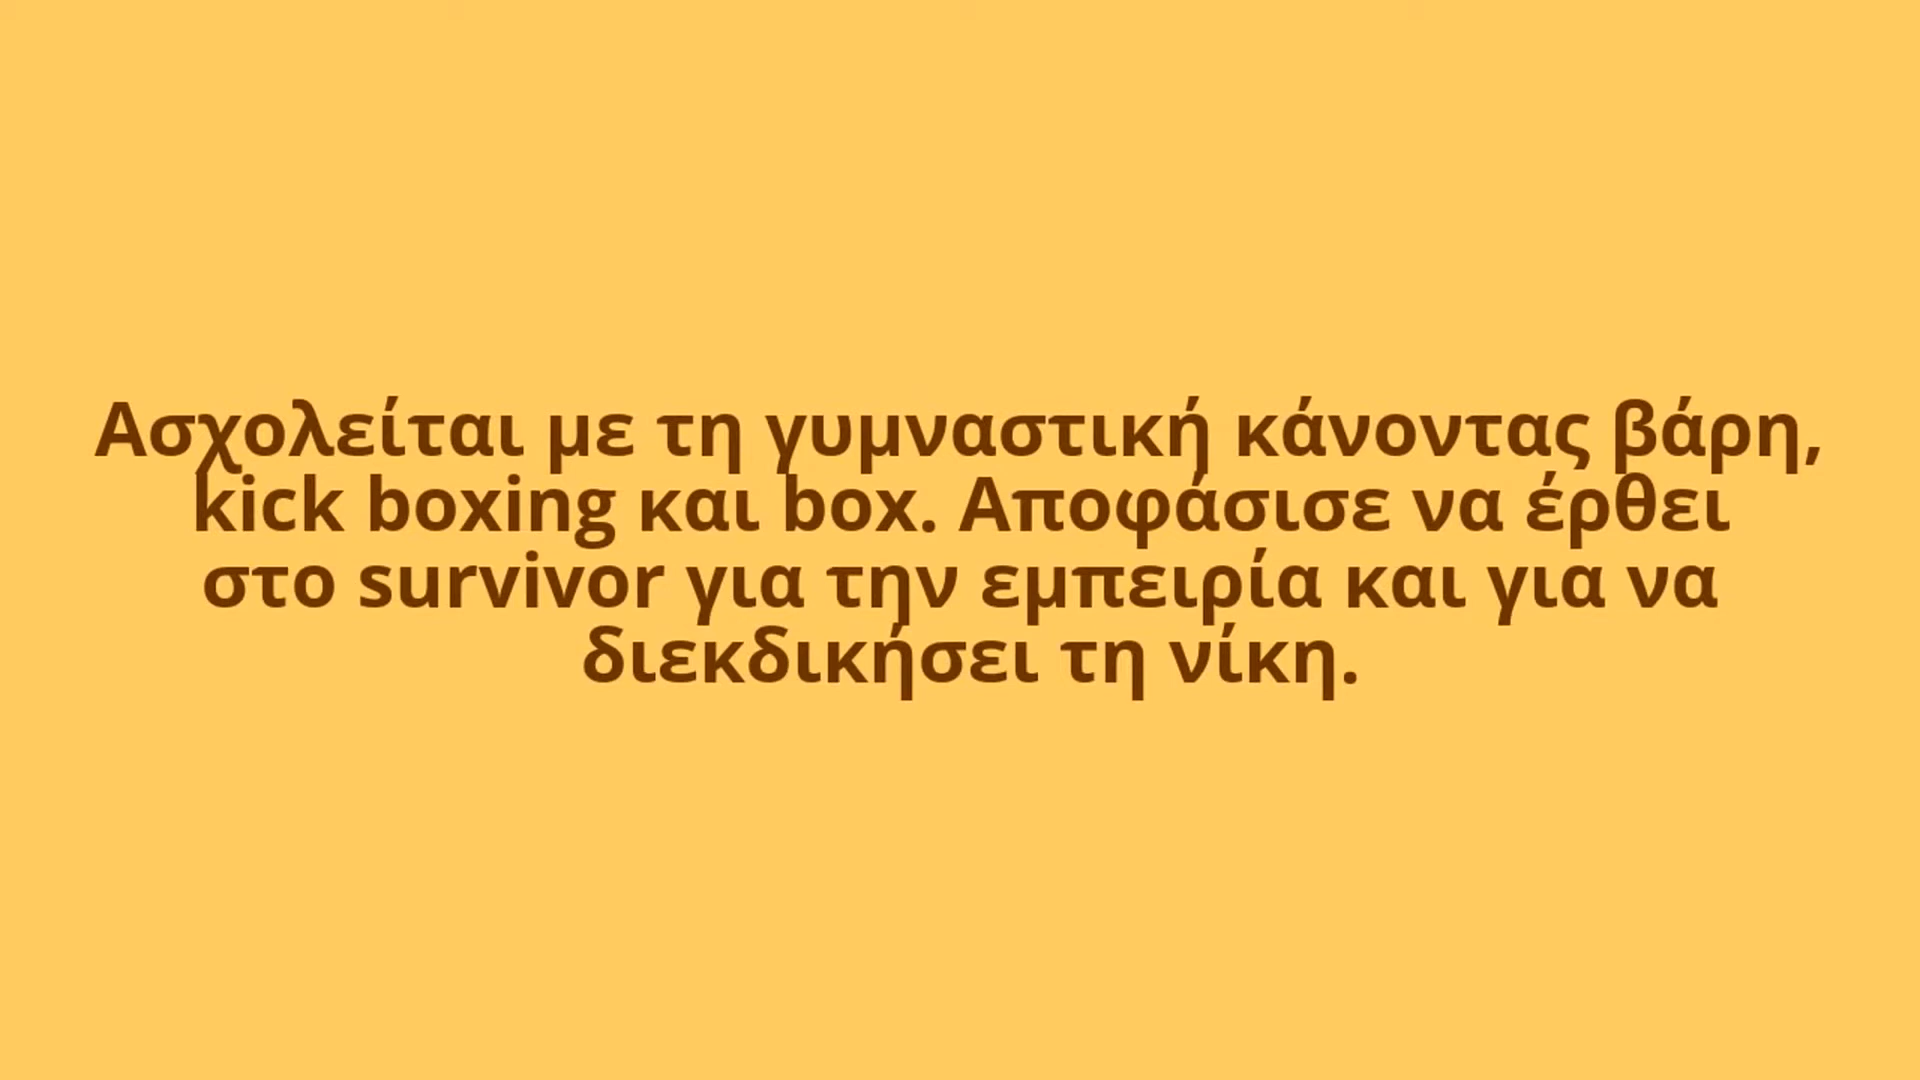 Ασχολείται με τη γυμναστική κάνοντας βάρη,
kick boxing και box. Αποφάσισε να έρθει
στο survivor για την εμπειρία και για να
διεκδικήσει τη νίκη.